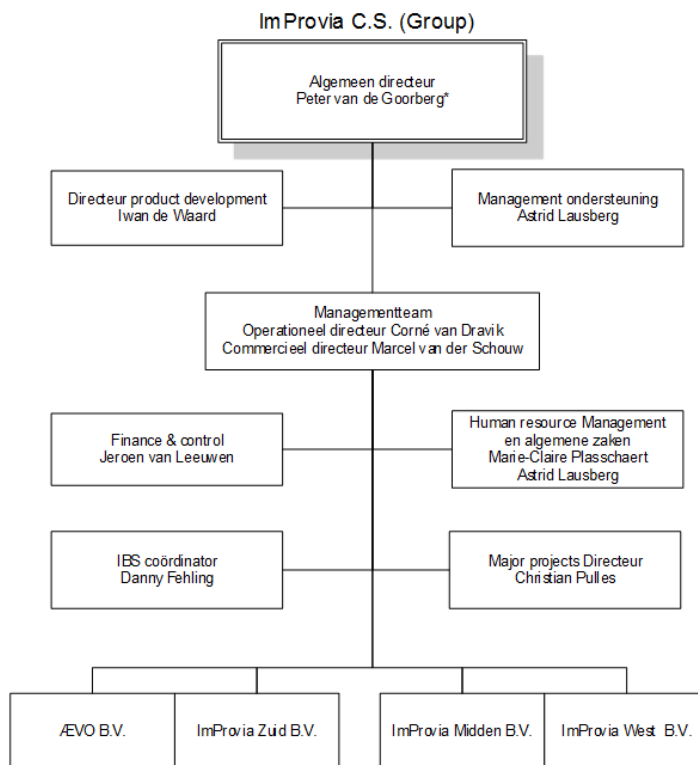 ImProvia C.S. (Group)
Algemeen directeur
Peter van de Goorberg*
Directeur product development
Iwan de Waard
Management ondersteuning
Astrid Lausberg
Managementteam
Operationeel directeur Corné van Dravik
Commercieel directeur Marcel van der Schouw
Finance & control
Jeroen van Leeuwen
Human resource Management
en algemene zaken
Marie-Claire Plasschaert
Astrid Lausberg
IBS coördinator
Danny Fehling
Major projects Directeur
Christian Pulles
ÆVO B.V.
ImProvia Zuid B.V.
ImProvia Midden B.V.
ImProvia West B.V.